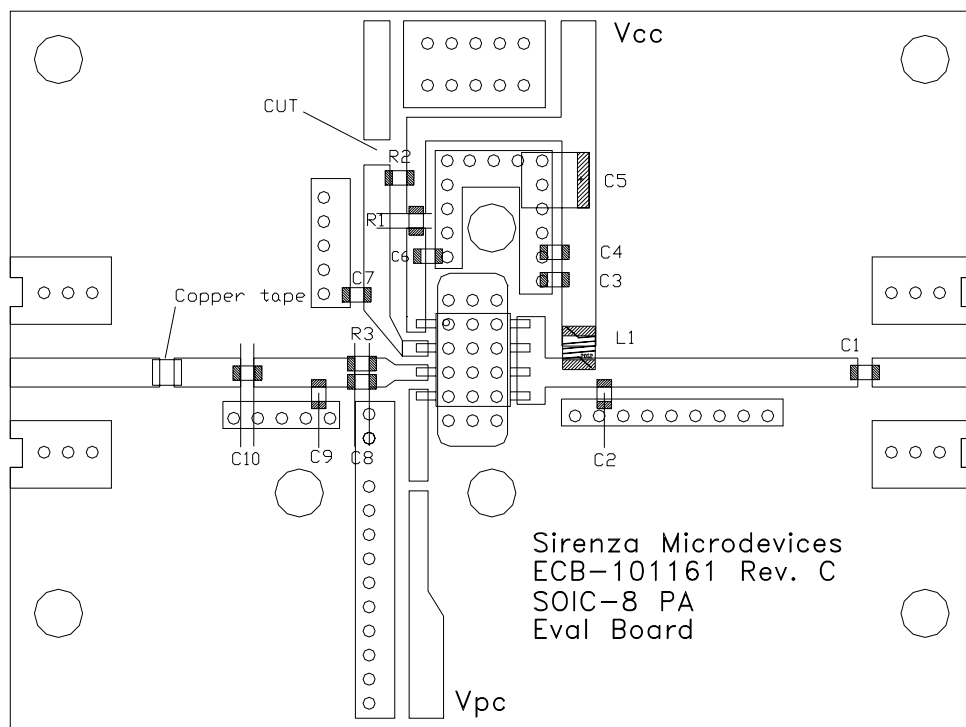 Vcc
CUT
R2
C5
R1
C6
C4
C7
C3
Copper tape
R3
L1
C1
C10
C9
C8
C2
Sirenza Microdevices
ECB-101161 Rev. C
SOIC-8 PA
Eval Board
Vpc